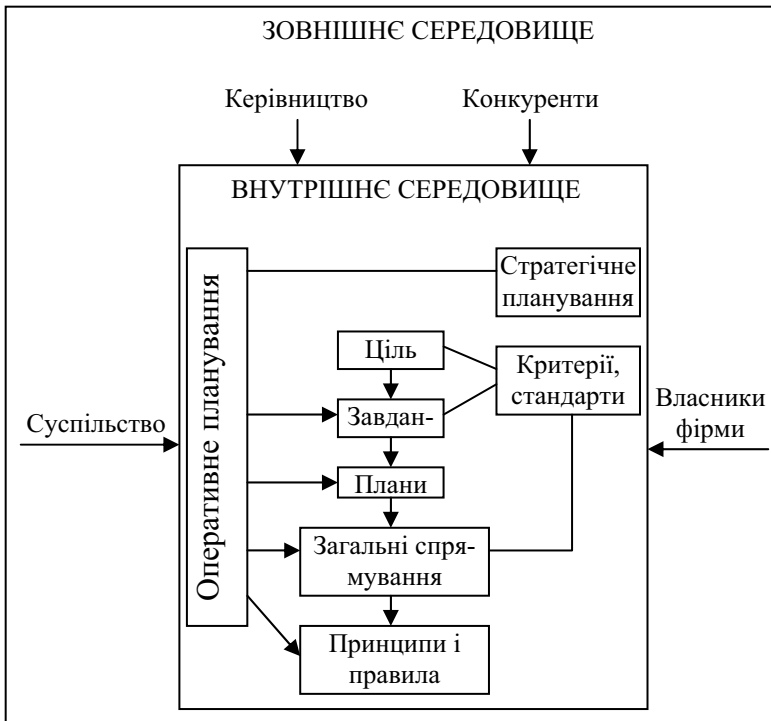 ЗОВНІШНЄ СЕРЕДОВИЩЕ
Керівництво
Конкуренти
ВНУТРІШНЄ СЕРЕДОВИЩЕ
Оперативне планування
Стратегічне
планування
Ціль
Критерії,
стандарти
Завдан-
Суспільство
Власники
фірми
Плани
Загальні спря-
мування
Принципи і
правила